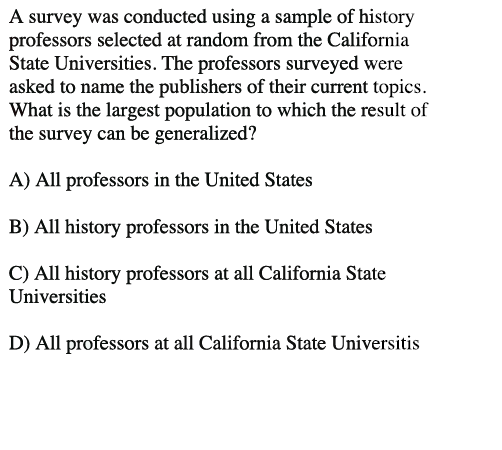 A survey was conducted using a sample of history
professors selected at random from the California
State Universities. The professors surveyed were
asked to name the publishers of their current topics.
What is the largest population to which the result of
the survey can be generalized?
A) All professors in the United States
B) All history professors in the United States
C) All history professors at all California State
Universities
D) All professors at all California State Universitis